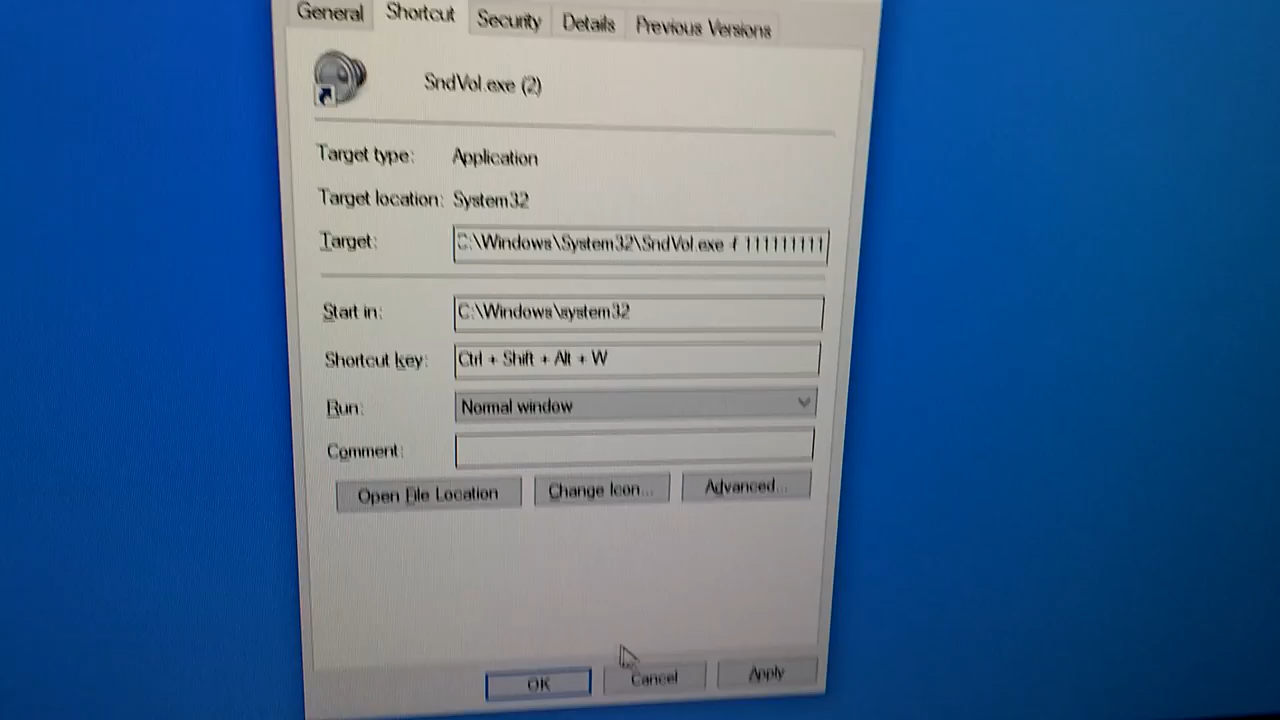 General Shortcut Security Details Previous Versions
SndVol.exe (2)
Target type: Application
Target location: System32
Target: C:\Windows\System32\SndVol.exe -f 111111111
Start in: C:\Windows\system32
Shortcut key: Ctrl + Shift + Alt + W
Run: Normal window
Comment:
Open File Location Change Icon... Advanced...
OK Cancel Apply